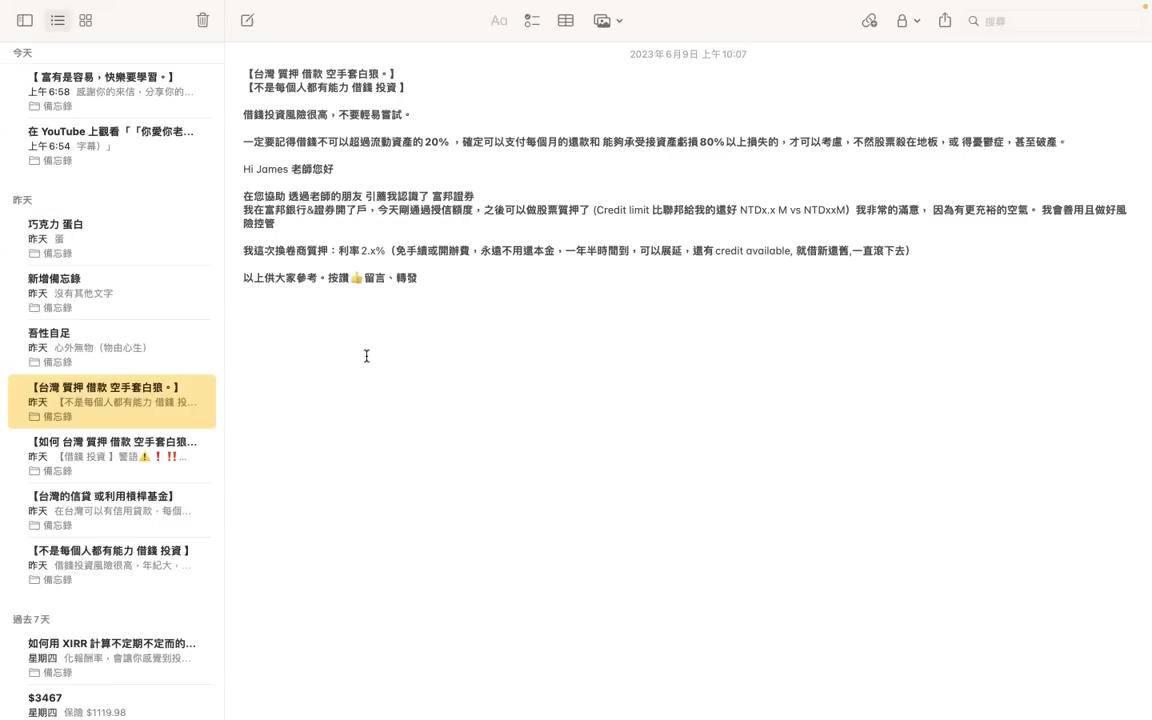 Aa
搜尋
今天
【 富有是容易，快樂要學習。】
上午6:58 感謝你的來信，分享你的...
備忘錄
在 YouTube 上觀看「「你愛你老...
上午6:54 字幕）」
備忘錄
昨天
巧克力 蛋白
昨天 蛋
備忘錄
新增備忘錄
昨天 沒有其他文字
備忘錄
吾性自足
昨天 心外無物（物由心生）
備忘錄
【台灣 質押 借款 空手套白狼。】
昨天 【不是每個人都有能力 借錢 投...
備忘錄
【如何 台灣 質押 借款 空手套白狼...
昨天 【借錢 投資 】警語⚠️❗️‼️...
備忘錄
【台灣的信貸 或利用槓桿基金】
昨天 在台灣可以有信用貸款，每個...
備忘錄
【不是每個人都有能力 借錢 投資 】
昨天 借錢投資風險很高，年紀大，...
備忘錄
過去7天
如何用 XIRR 計算不定期不定而的...
星期四 化報酬率，會讓你感覺到投...
備忘錄
$3467
星期四 保險 $1119.98
2023年6月9日 上午10:07
【台灣 質押 借款 空手套白狼。】
【不是每個人都有能力 借錢 投資 】
借錢投資風險很高，不要輕易嘗試。
一定要記得借錢不可以超過流動資產的20% ，確定可以支付每個月的還款和 能夠承受接資產虧損80%以上損失的，才可以考慮，不然股票殺在地板，或 得憂鬱症，甚至破產。
Hi James 老師您好
在您協助 透過老師的朋友 引薦我認識了 富邦證券
我在富邦銀行&證券開了戶，今天剛通過授信額度，之後可以做股票質押了 (Credit limit 比聯邦給我的還好 NTDx.x M vs NTDxxM）我非常的滿意， 因為有更充裕的空氣。 我會善用且做好風
險控管
我這次換卷商質押：利率2.x%（免手續或開辦費，永遠不用還本金，一年半時間到，可以展延，還有credit available, 就借新還舊,一直滾下去）
以上供大家參考。按讚👍留言、轉發